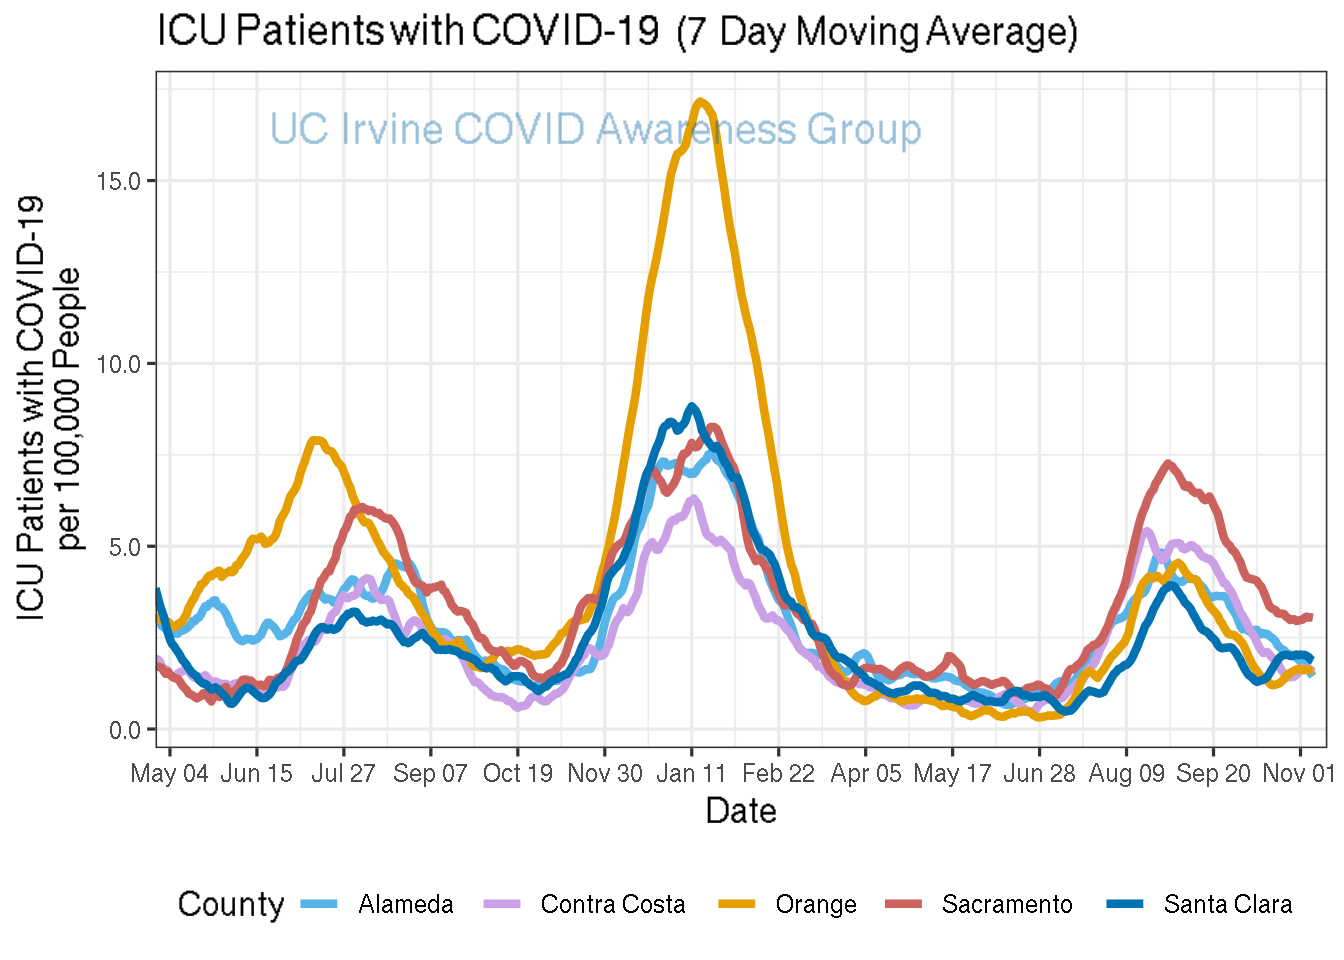 ICU Patients with COVID-19 (7 Day Moving Average)
UC Irvine COVID Awareness Group
ICU Patients with COVID-19
per 100,000 People
15.0
10.0
5.0
0.0
May 04 Jun 15 Jul 27 Sep 07 Oct 19 Nov 30 Jan 11 Feb 22 Apr 05 May 17 Jun 28 Aug 09 Sep 20 Nov 01
Date
County Alameda Contra Costa Orange Sacramento Santa Clara